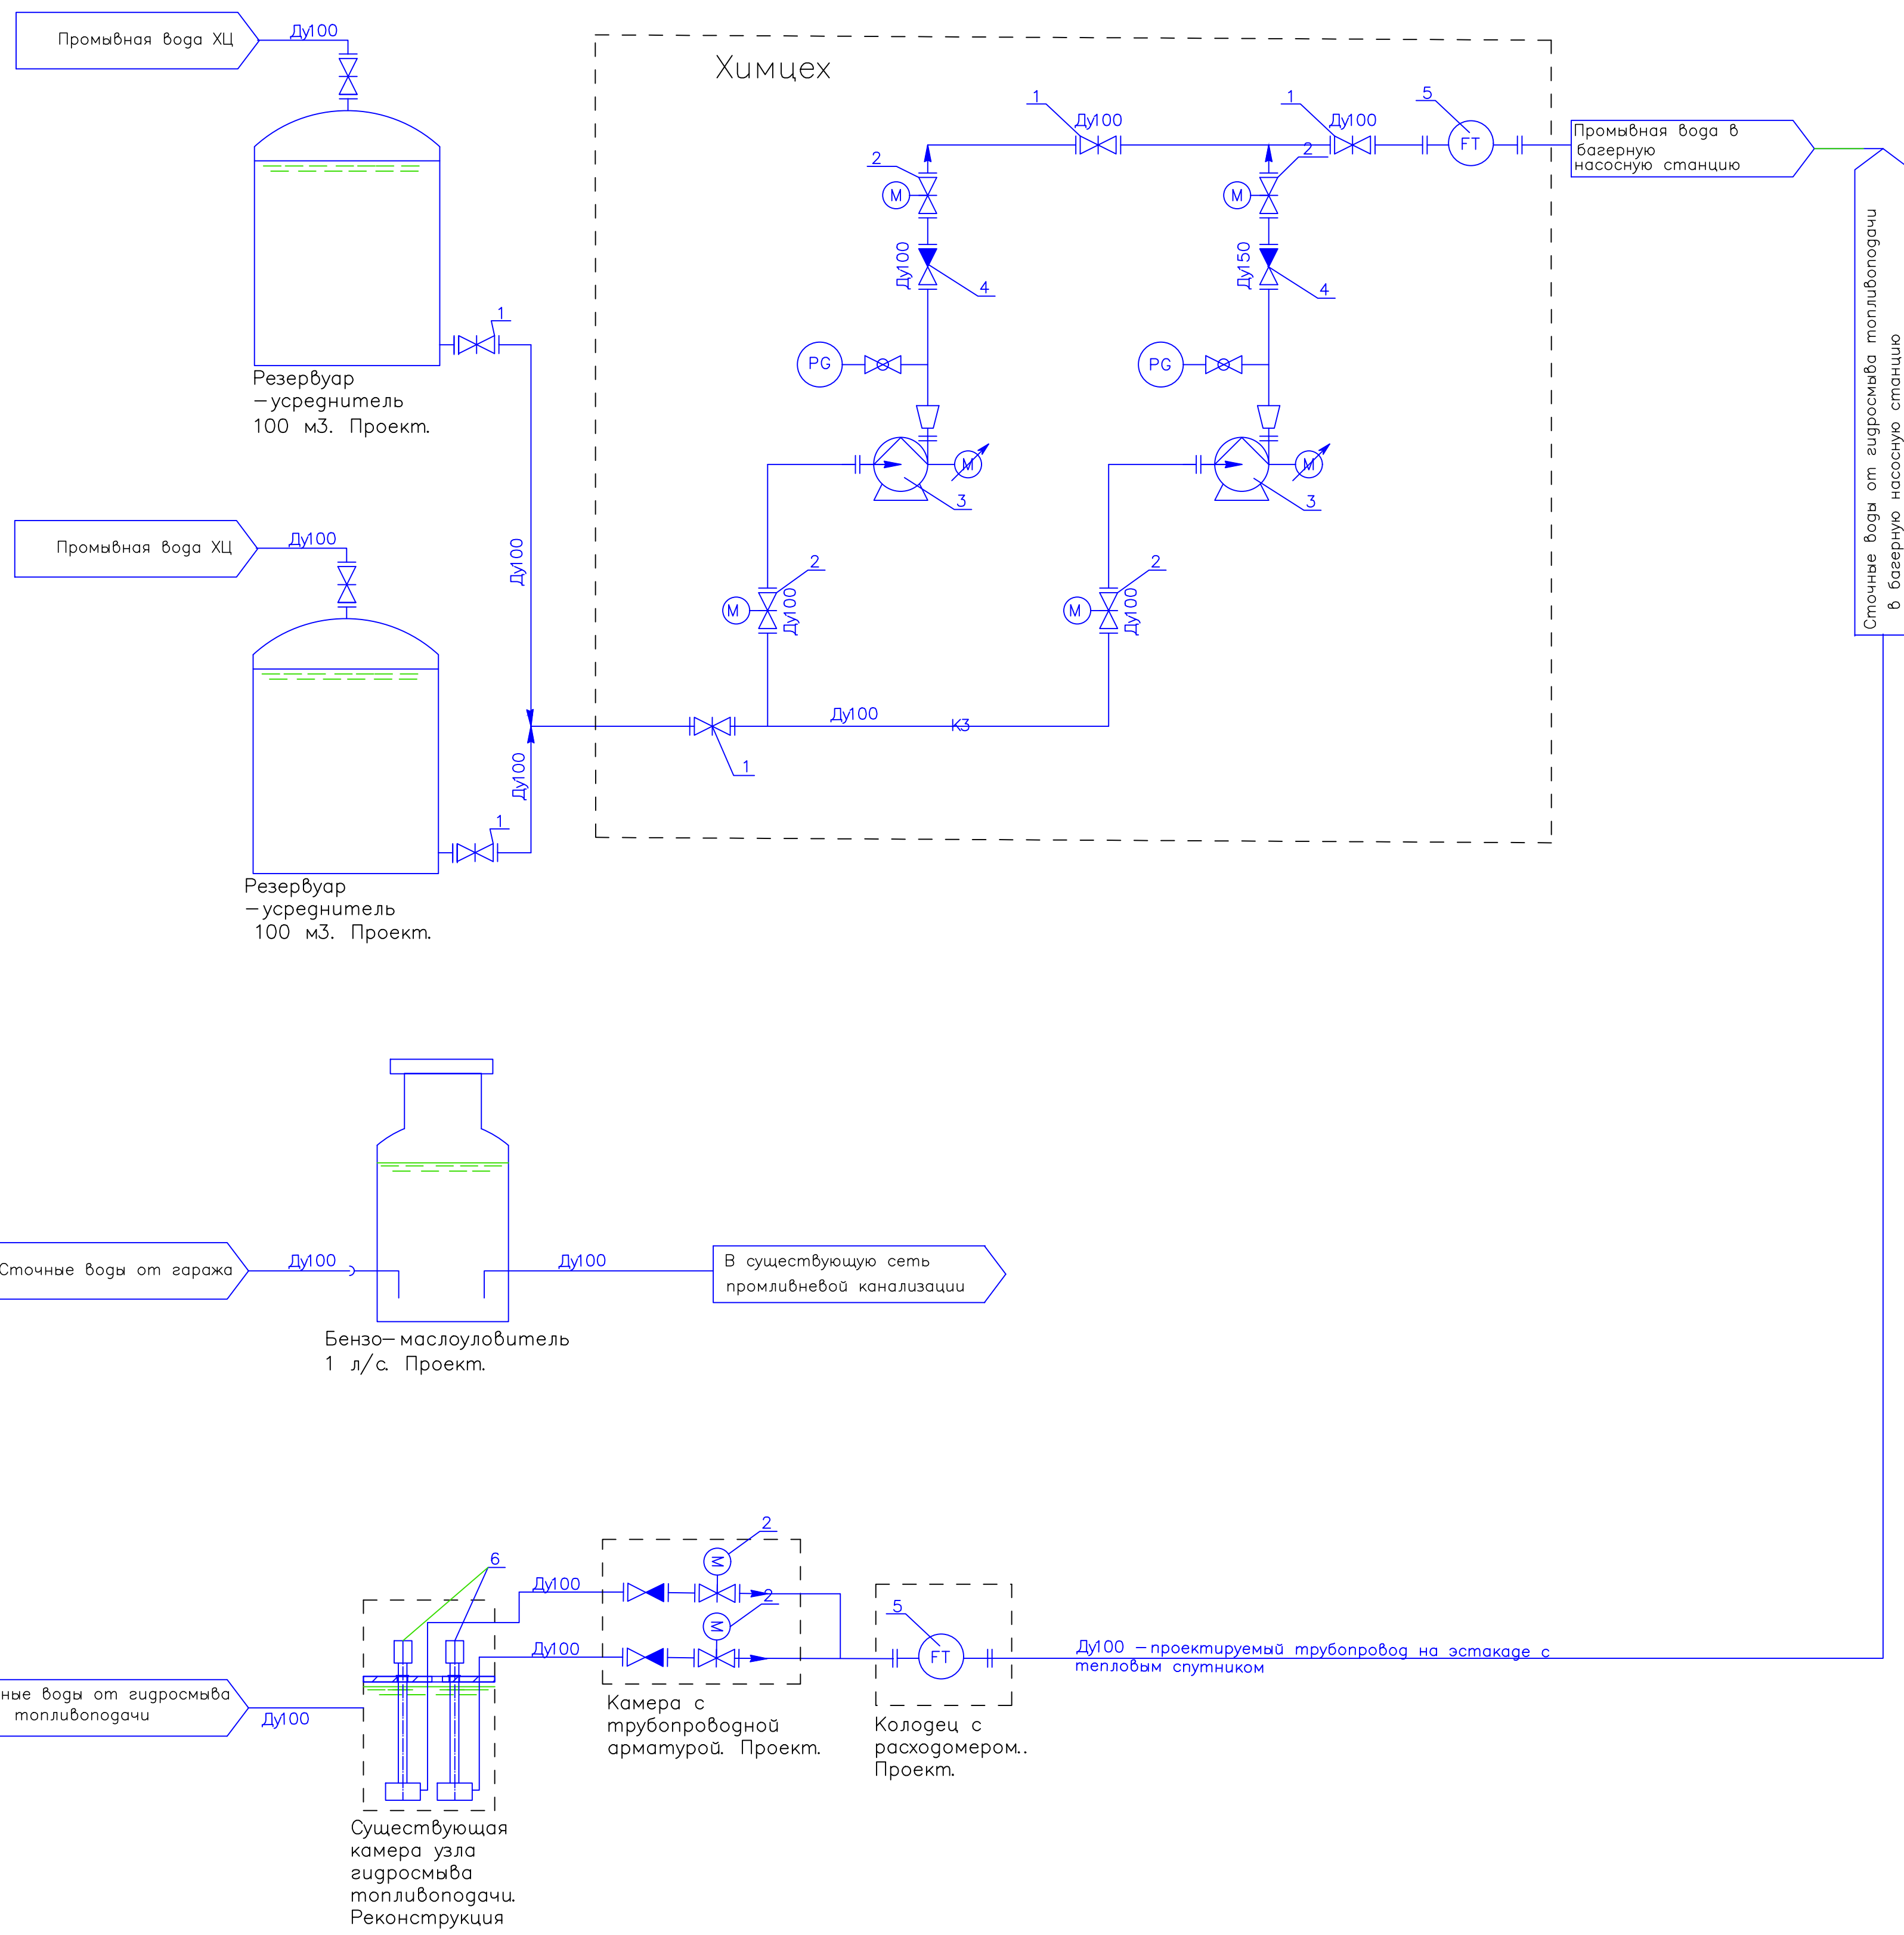 Промывная вода ХЦ
Ду100
Химцех
1
Ду100
1
Ду100
5
FT
Промывная вода в
багерную
насосную станцию
2
M
2
M
Ду100
4
Ду150
4
1
PG
PG
Резервуар
-усреднитель
100 м3. Проект.
M
3
M
3
Сточные воды от гидросмыва топливоподачи
в багерную насосную станцию
Промывная вода ХЦ
Ду100
Ду100
2
M
Ду100
2
M
Ду100
Ду100
К3
1
Ду100
1
Резервуар
-усреднитель
100 м3. Проект.
Сточные воды от гаража
Ду100
Ду100
В существующую сеть
промливневой канализации
Бензо-маслоуловитель
1 л/с. Проект.
6
Ду100
M
2
Ду100
M
2
5
FT
Ду100 -проектируемый трубопровод на эстакаде с
тепловым спутником
ные воды от гидросмыва
топливоподачи
Ду100
Камера с
трубопроводной
арматурой. Проект.
Колодец с
расходомером..
Проект.
Существующая
камера узла
гидросмыва
топливоподачи.
Реконструкция